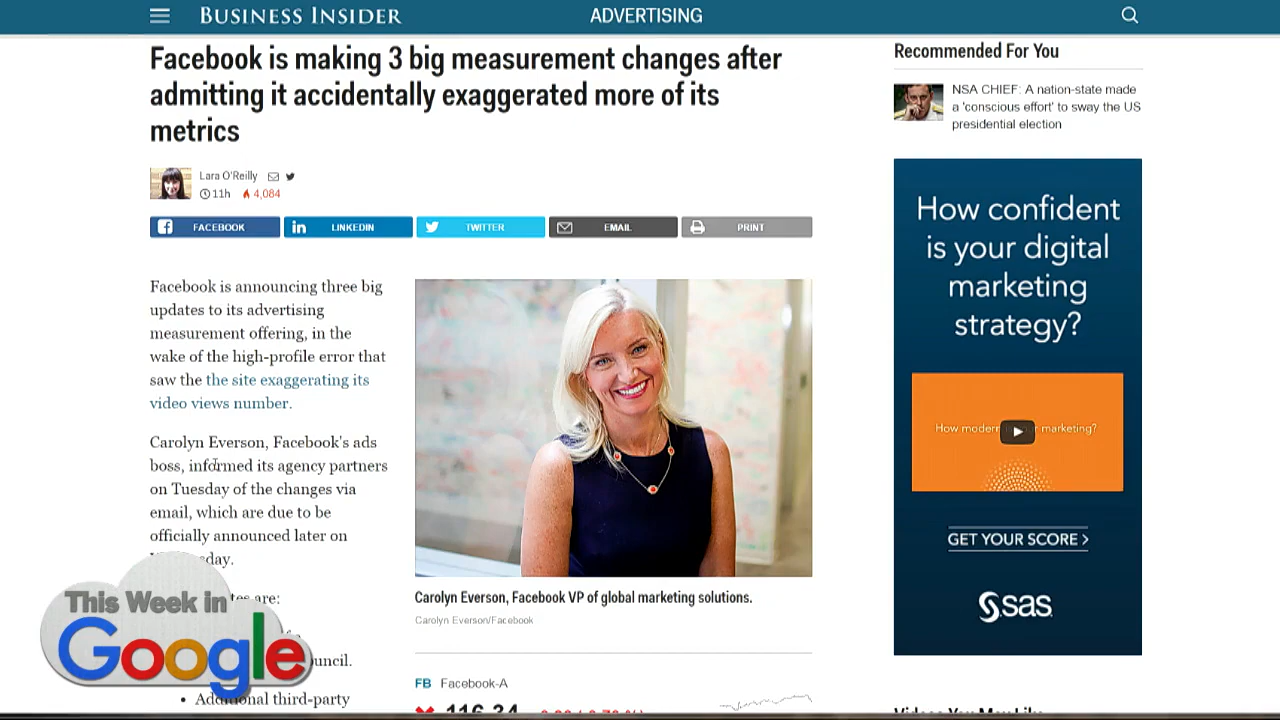 BUSINESS INSIDER
ADVERTISING
Facebook is making 3 big measurement changes after
admitting it accidentally exaggerated more of its
metrics
Lara O'Reilly
11h 4,084
FACEBOOK
LINKEDIN
TWITTER
EMAIL
PRINT
Facebook is announcing three big
updates to its advertising
measurement offering, in the
wake of the high-profile error that
saw the the site exaggerating its
video views number.
Carolyn Everson, Facebook's ads
boss, informed its agency partners
on Tuesday of the changes via
email, which are due to be
officially announced later on
are:
Additional third-party
Carolyn Everson, Facebook VP of global marketing solutions.
Carolyn Everson/Facebook
FB Facebook-A
116.34
Recommended For You
NSA CHIEF: A nation-state made
a 'conscious effort' to sway the US
presidential election
How confident
is your digital
marketing
strategy?
marketing?
GET YOUR SCORE >
sas
This Week in
Google